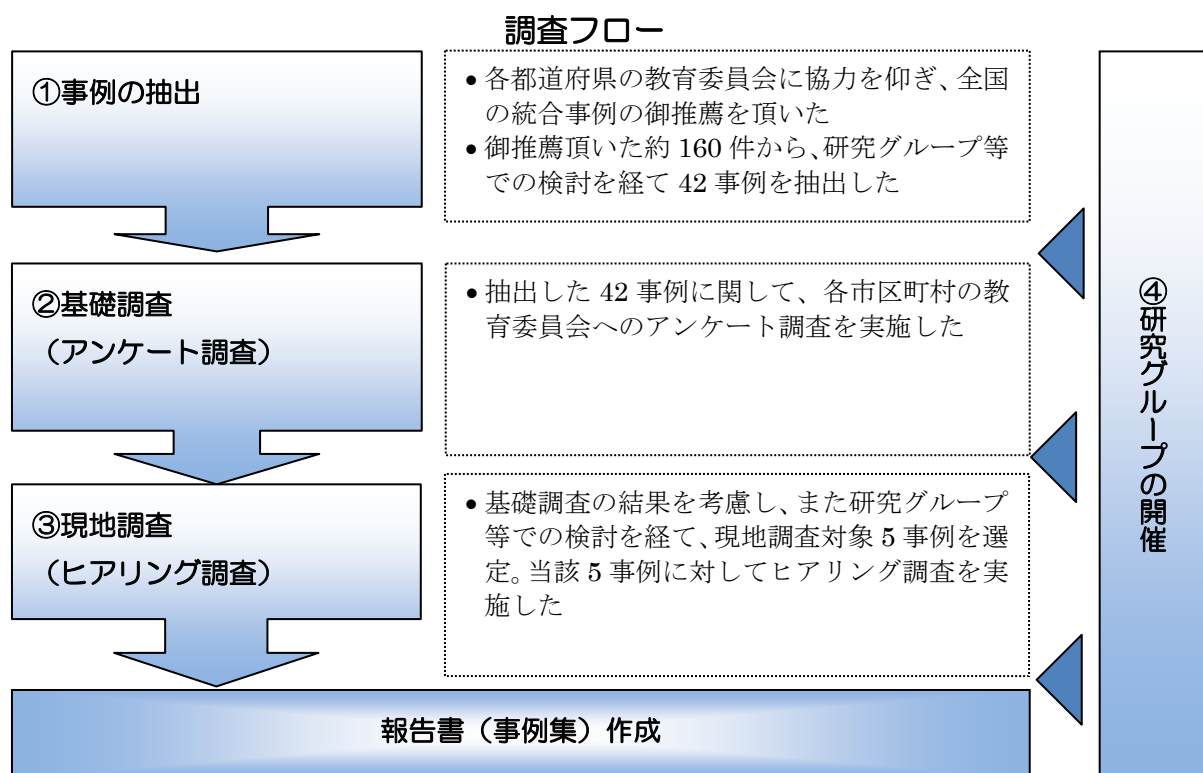 調査フロー
①事例の抽出
• 各都道府県の教育委員会に協力を仰ぎ、全国
の統合事例の御推薦を頂いた
• 御推薦頂いた約 160 件から、研究グループ等
での検討を経て 42 事例を抽出した
②基礎調査
（アンケート調査）
• 抽出した 42 事例に関して、各市区町村の教
育委員会へのアンケート調査を実施した
③現地調査
（ヒアリング調査）
• 基礎調査の結果を考慮し、また研究グループ
等での検討を経て、現地調査対象 5 事例を選
定。当該 5 事例に対してヒアリング調査を実
施した
④研究グループの開催
報告書（事例集）作成